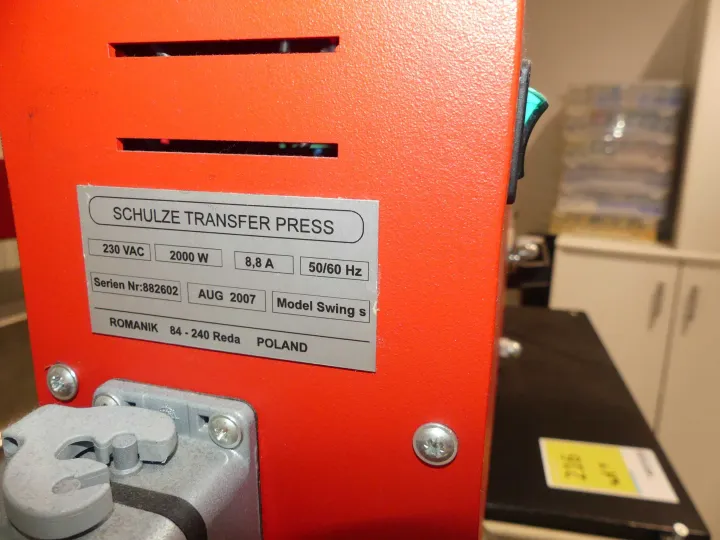 SCHULZE TRANSFER PRESS
230 VAC 2000 W 8,8 A 50/60 Hz
Serien Nr:882602 AUG 2007 Model Swing s
ROMANIK 84 - 240 Reda POLAND